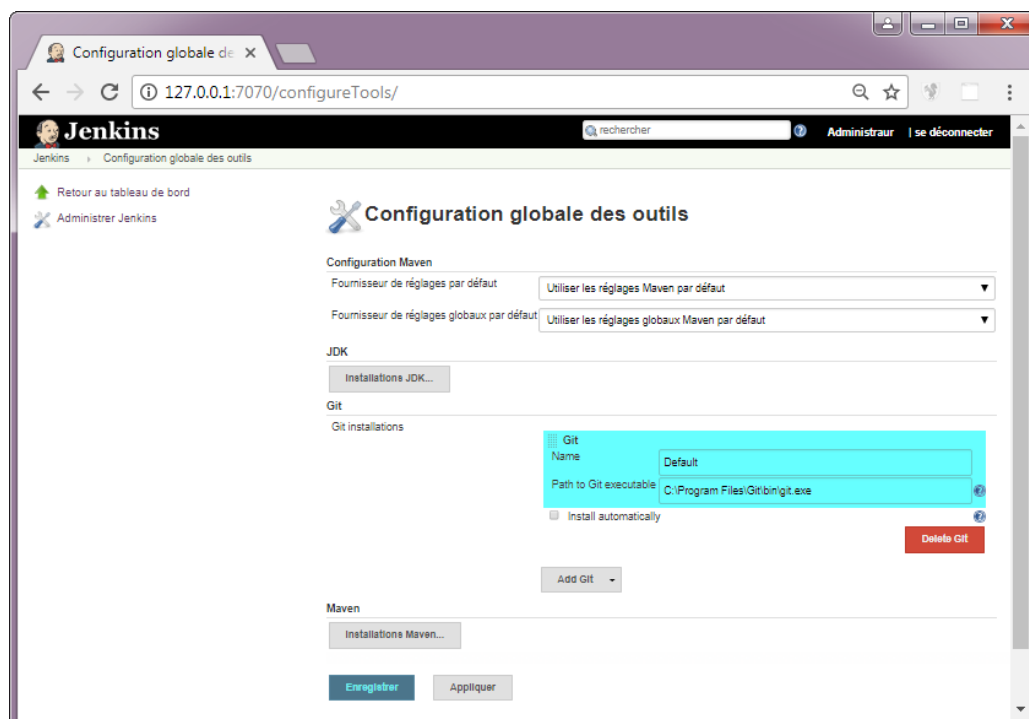 Configuration globale de
127.0.0.1:7070/configureTools/
Jenkins
rechercher
Administraur | se déconnecter
Jenkins › Configuration globale des outils
Retour au tableau de bord
Administrer Jenkins
Configuration globale des outils
Configuration Maven
Fournisseur de réglages par défaut
Utiliser les réglages Maven par défaut
Fournisseur de réglages globaux par défaut
Utiliser les réglages globaux Maven par défaut
JDK
Installations JDK...
Git
Git installations
Git
Name
Default
Path to Git executable
C:\Program Files\Git\bin\git.exe
Install automatically
Delete Git
Add Git
Maven
Installations Maven...
Enregistrer
Appliquer